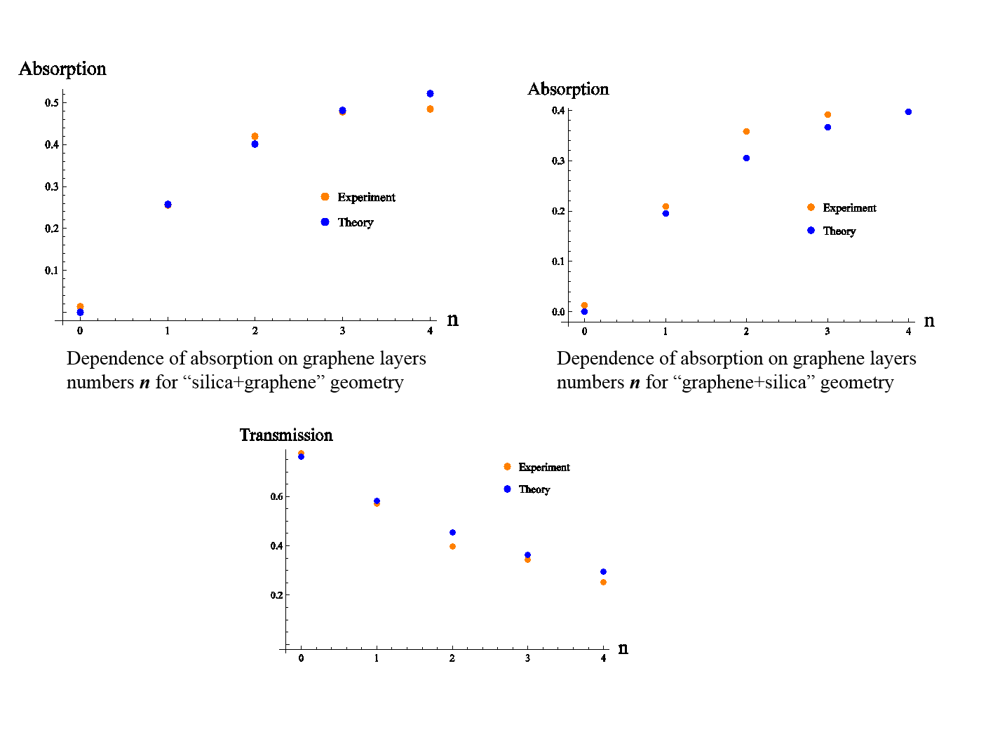 Absorption
0.5
0.4
0.3
0.2
0.1
0 1 2 3 4
n
Experiment
Theory
Dependence of absorption on graphene layers
numbers n for “silica+graphene” geometry
Absorption
0.4
0.3
0.2
0.1
0.0
0 1 2 3 4
n
Experiment
Theory
Dependence of absorption on graphene layers
numbers n for “graphene+silica” geometry
Transmission
0.6
0.4
0.2
0 1 2 3 4
n
Experiment
Theory